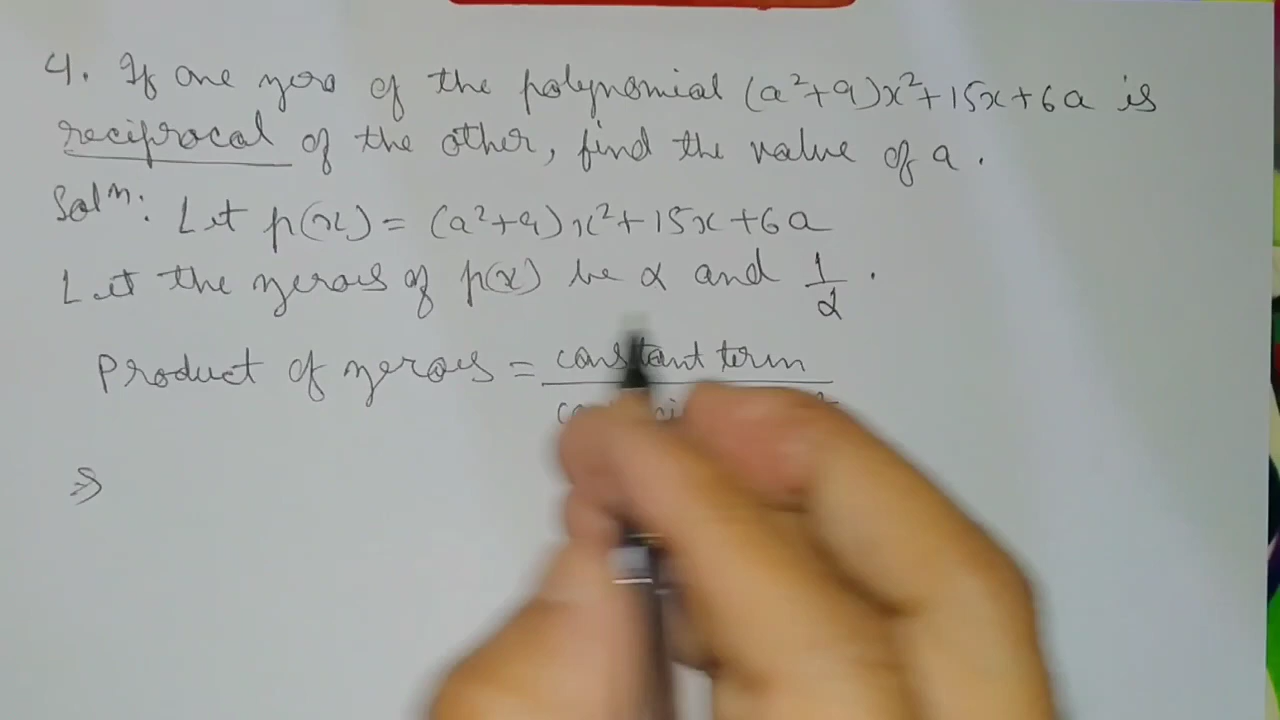 4. If one zero of the polynomial (a²+9)x²+15x+6a is
reciprocal of the other, find the value of a.
Solⁿ: Let p(x) = (a²+9)x²+15x+6a
Let the zeroes of p(x) be α and 1/α.
Product of zeroes = constant term
⇒